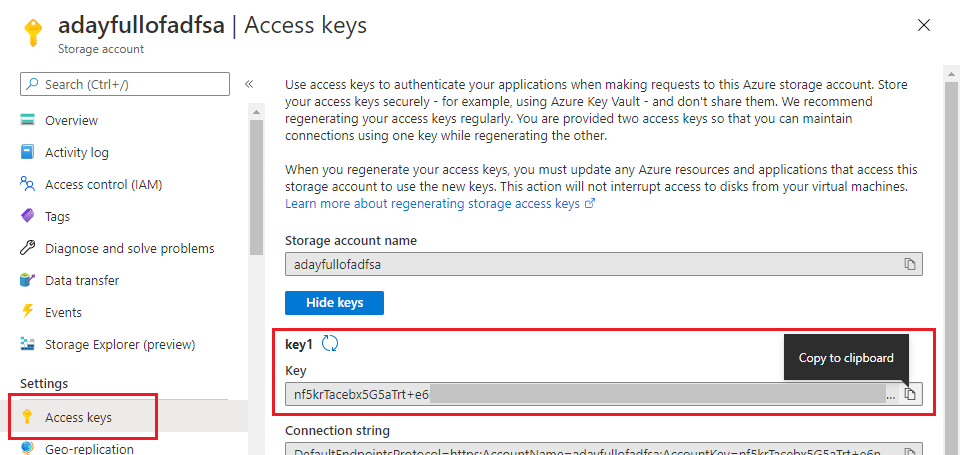 adayfullofadfsa | Access keys
Storage account
Search (Ctrl+/)
«
Overview
Activity log
Access control (IAM)
Tags
Diagnose and solve problems
Data transfer
Events
Storage Explorer (preview)
Settings
Access keys
Geo-replication
Use access keys to authenticate your applications when making requests to this Azure storage account. Store
your access keys securely - for example, using Azure Key Vault - and don't share them. We recommend
regenerating your access keys regularly. You are provided two access keys so that you can maintain
connections using one key while regenerating the other.
When you regenerate your access keys, you must update any Azure resources and applications that access this
storage account to use the new keys. This action will not interrupt access to disks from your virtual machines.
Learn more about regenerating storage access keys
Storage account name
adayfullofadfsa
Hide keys
key1
Copy to clipboard
Key
nf5krTacebx5G5aTrt+e6 ...
Connection string
DefaultEndpointsProtocol=https;AccountName=adayfullofadfsa;AccountKey=nf5krTacebx5G5aTrt+e6n